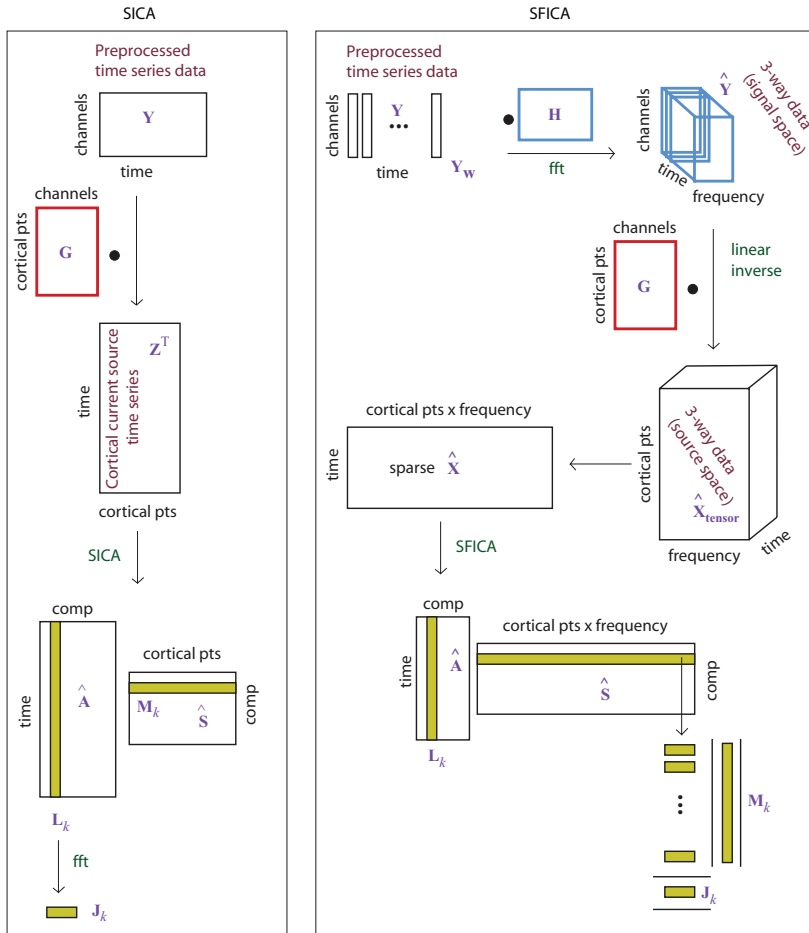 SICA
Preprocessed
time series data
channels
Y
time
channels
cortical pts
G
Z^T
Cortical current source
time series
time
cortical pts
SICA
comp
time
Â
cortical pts
M_k
Ŝ
comp
L_k
fft
J_k
SFICA
Preprocessed
time series data
channels
Y
...
time
Y_w
H
fft
channels
Ŷ
3-way data
(signal space)
time
frequency
channels
cortical pts
G
linear
inverse
cortical pts
3-way data
(source space)
X̂_tensor
frequency
time
cortical pts x frequency
time
sparse X̂
SFICA
comp
time
Â
L_k
cortical pts x frequency
Ŝ
comp
...
M_k
J_k